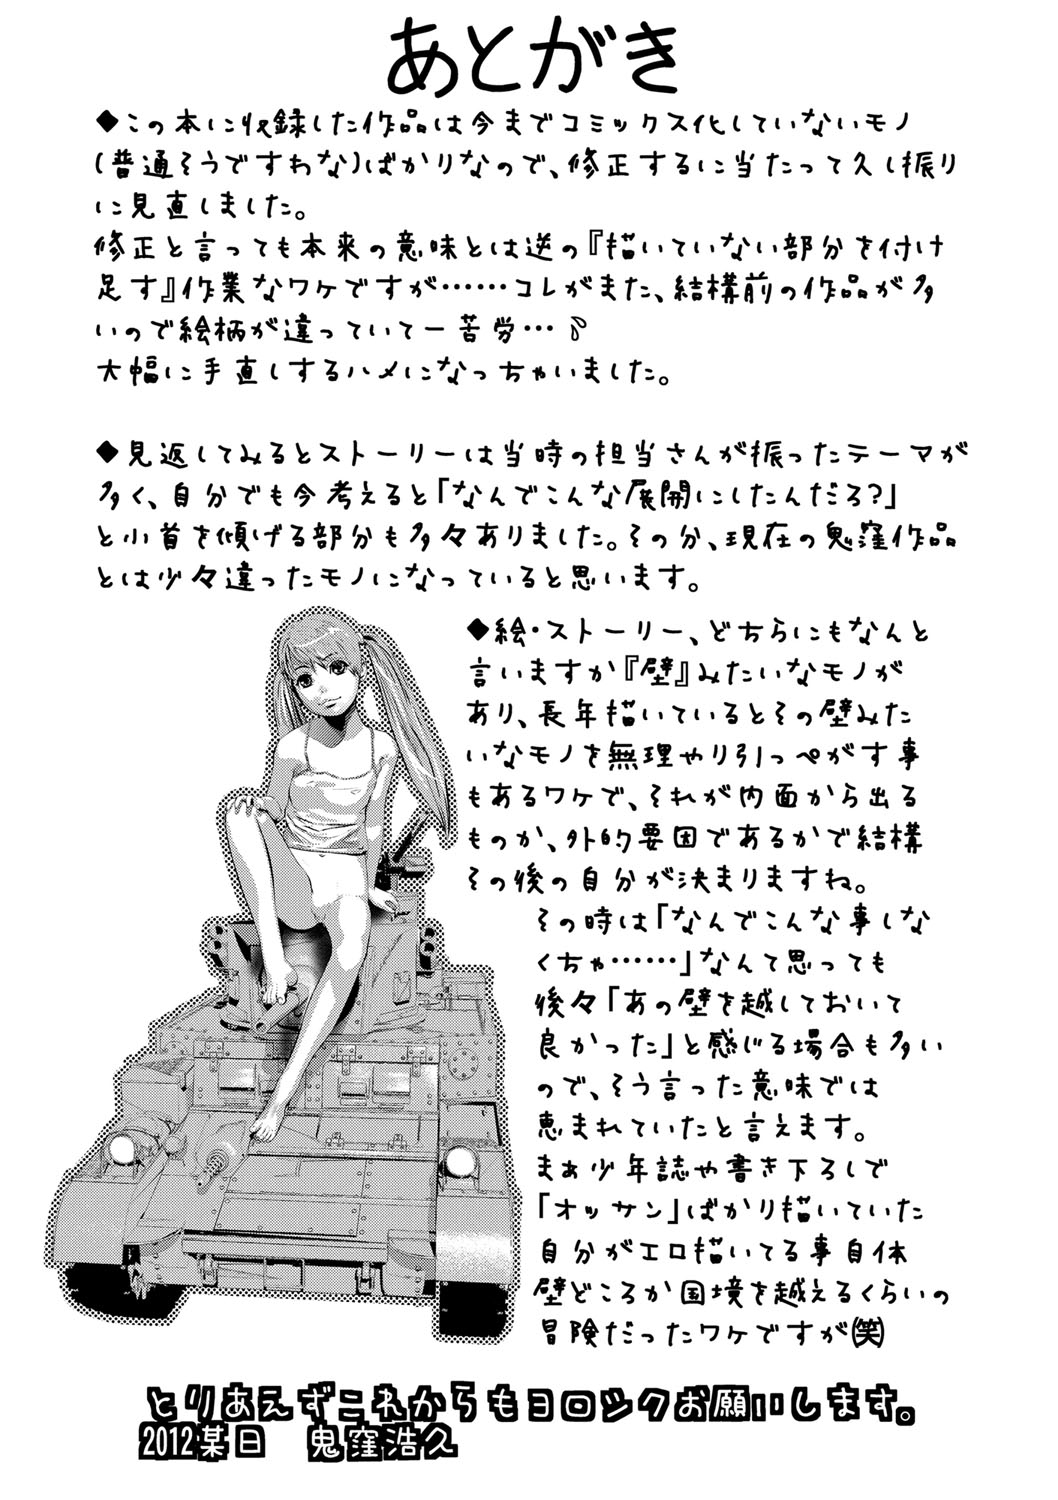 あとがき
◆この本に収録した作品は今までコミックス化していないモノ
(普通そうですわな)ばかりなので、修正するに当たって久し振り
に見直しました。
修正と言っても本来の意味とは逆の『描いていない部分を付け
足す』作業なワケですが……コレがまた、結構前の作品が多
いので絵柄が違っていて一苦労…
大幅に手直しするハメになっちゃいました。
◆見返してみるとストーリーは当時の担当さんが振ったテーマが
多く、自分でも今考えると「なんでこんな展開にしたんだろ?」
と小首を傾げる部分も多々ありました。その分、現在の鬼窪作品
とは少々違ったモノになっていると思います。
◆絵・ストーリー、どちらにもなんと
言いますか『壁』みたいなモノが
あり、長年描いているとその壁みた
いなモノを無理やり引っぺがす事
もあるワケで、それが内面から出る
ものか、外的要因であるかで結構
その後の自分が決まりますね。
その時は「なんでこんな事しな
くちゃ……」なんて思っても
後々「あの壁を越しておいて
良かった」と感じる場合も多い
ので、そう言った意味では
恵まれていたと言えます。
まぁ少年誌や書き下ろしで
「オッサン」ばかり描いていた
自分がエロ描いてる事自体
壁どころか国境を越えるくらいの
冒険だったワケですが(笑)
とりあえずこれからもヨロシクお願いします。
2012某日　鬼窪浩久